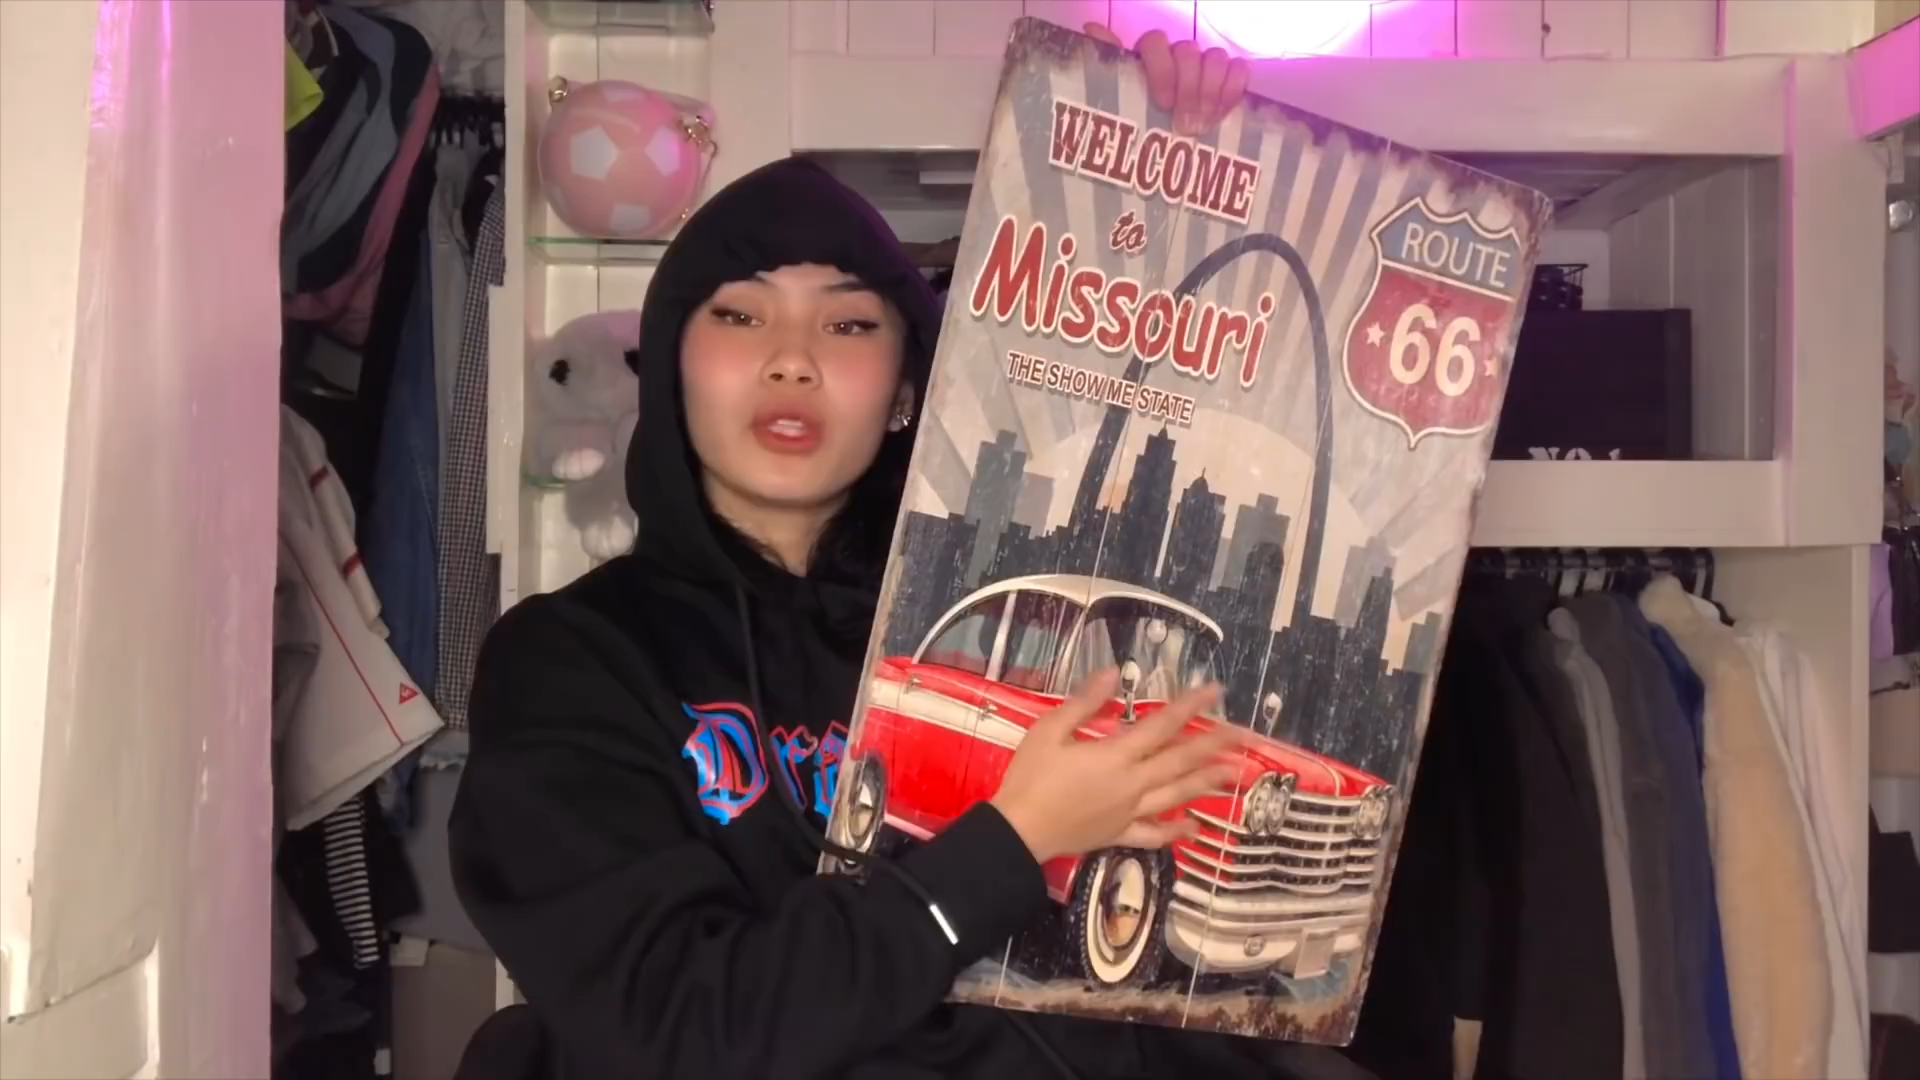 WELCOME
to
Missouri
THE SHOW ME STATE
ROUTE
66